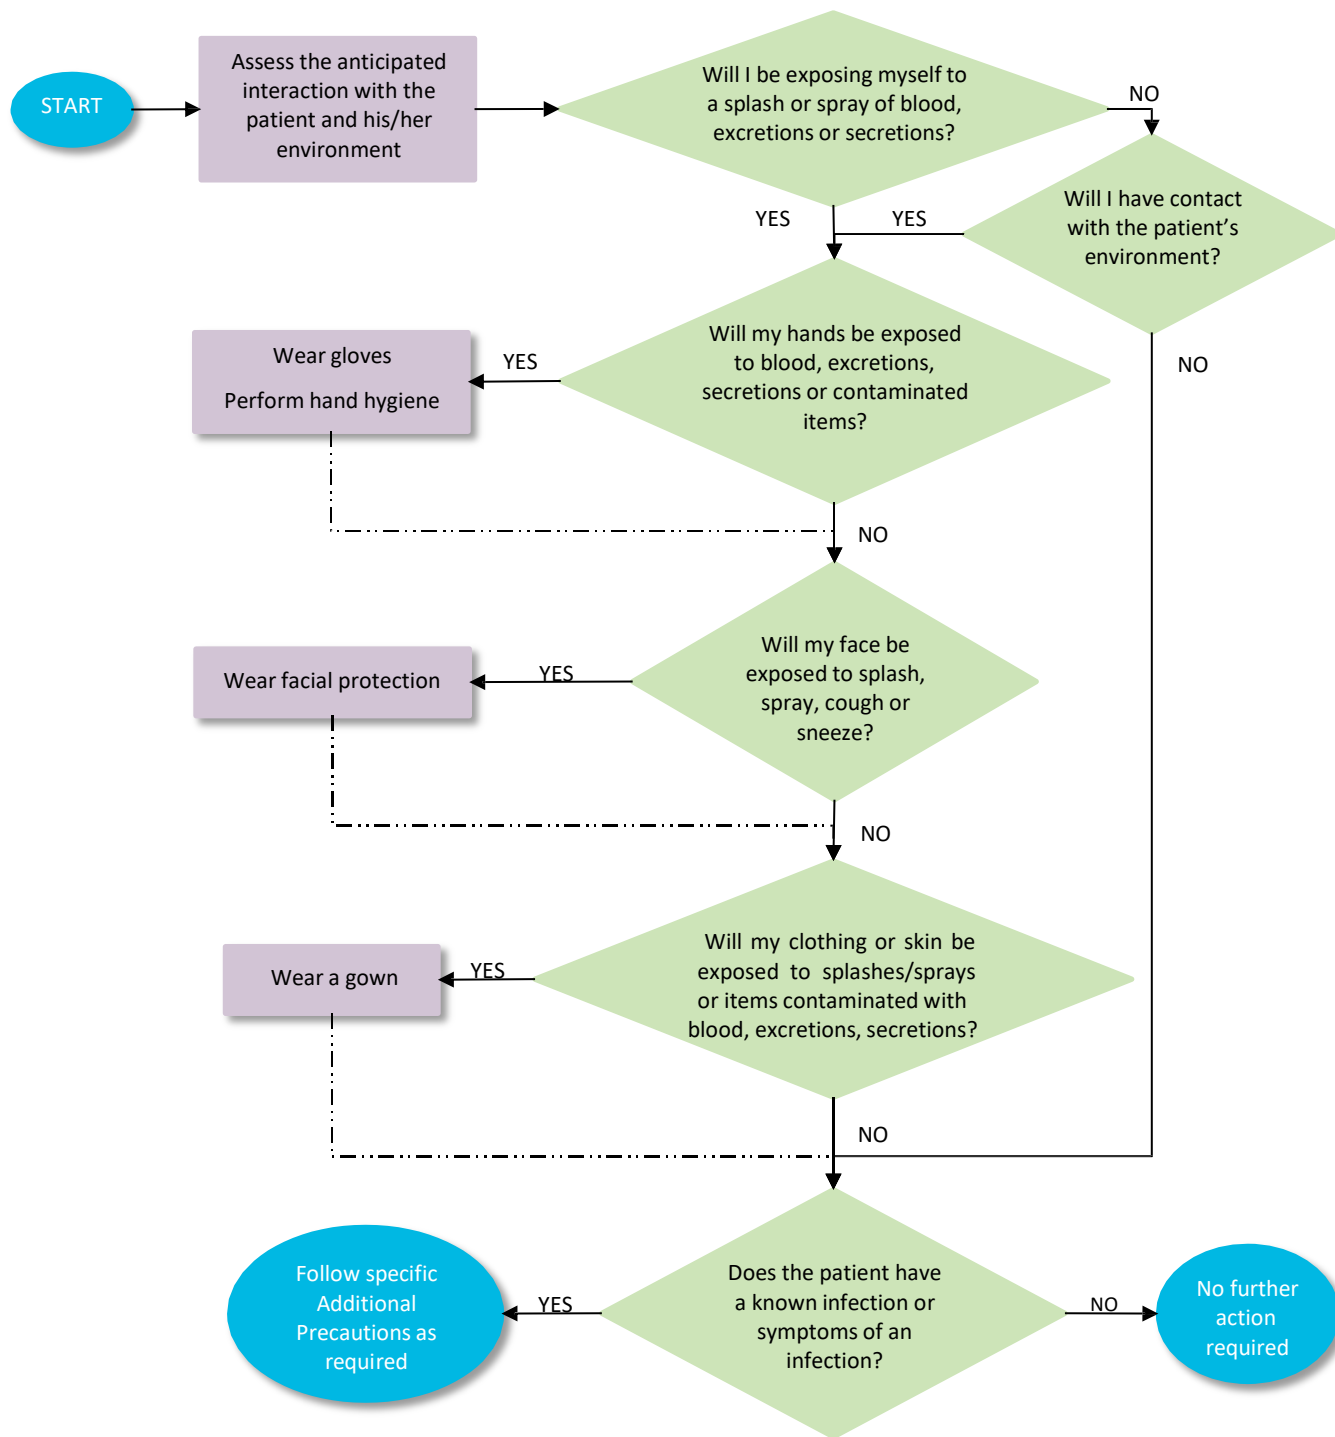 START
Assess the anticipated
interaction with the
patient and his/her
environment
Will I be exposing myself to
a splash or spray of blood,
excretions or secretions?
NO
Will I have contact
with the patient’s
environment?
YES
YES
NO
Will my hands be exposed
to blood, excretions,
secretions or contaminated
items?
YES
Wear gloves
Perform hand hygiene
NO
Will my face be
exposed to splash,
spray, cough or
sneeze?
YES
Wear facial protection
NO
Will my clothing or skin be
exposed to splashes/sprays
or items contaminated with
blood, excretions, secretions?
YES
Wear a gown
NO
Does the patient have
a known infection or
symptoms of an
infection?
YES
Follow specific
Additional
Precautions as
required
NO
No further
action
required